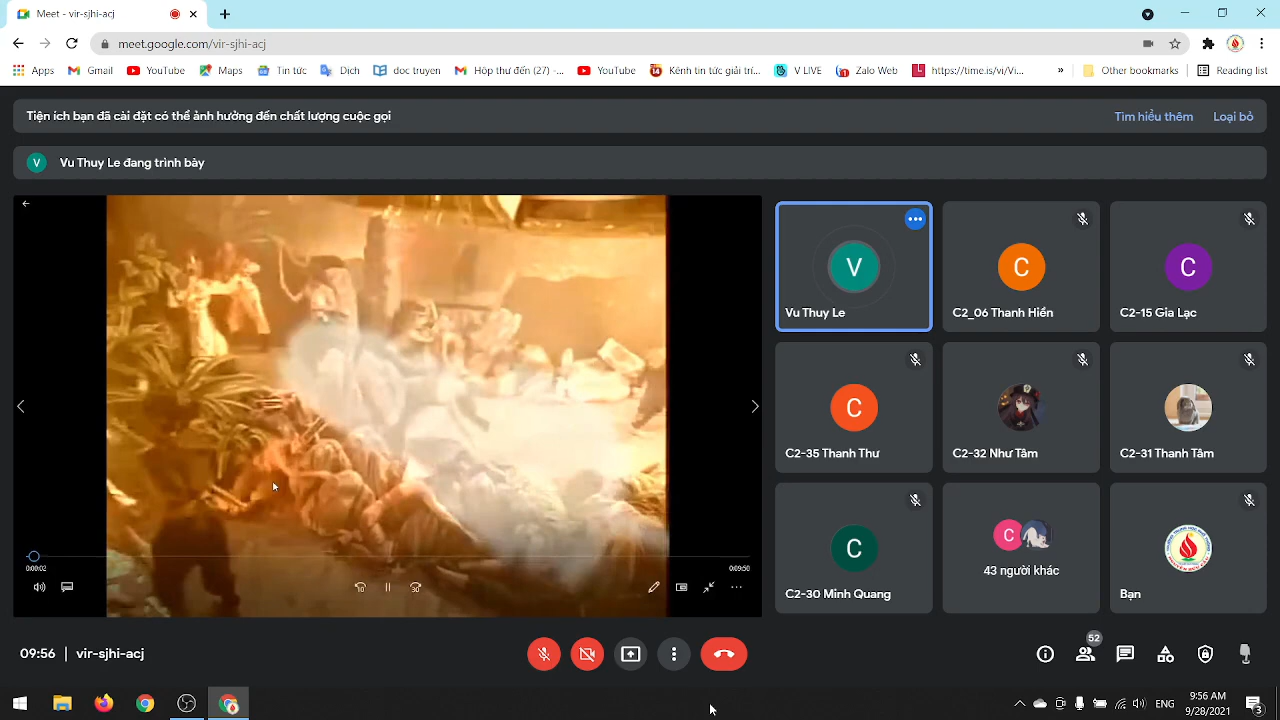 Meet - vir-sjhi-acj
meet.google.com/vir-sjhi-acj
Apps
Gmail
YouTube
Maps
Tin tức
Dịch
doc truyen
Hộp thư đến (27) -...
YouTube
Kênh tin tức giải trí...
V LIVE
Zalo Web
https://time.is/vi/Vi...
»
Other bookmarks
Reading list
Tiện ích bạn đã cài đặt có thể ảnh hưởng đến chất lượng cuộc gọi
Tìm hiểu thêm
Loại bỏ
V
Vu Thuy Le đang trình bày
V
Vu Thuy Le
C
C2_06 Thanh Hiền
C
C2-15 Gia Lạc
C
C2-35 Thanh Thư
C2-32 Như Tâm
C2-31 Thanh Tâm
C
C2-30 Minh Quang
C
43 người khác
Bạn
0:00:02
0:09:50
10
30
09:56 | vir-sjhi-acj
52
ENG
9:56 AM
9/28/2021
3